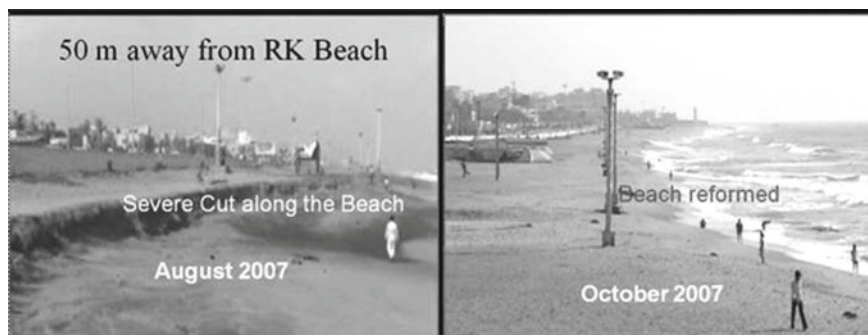 50 m away from RK Beach
Severe Cut along the Beach
August 2007
Beach reformed
October 2007